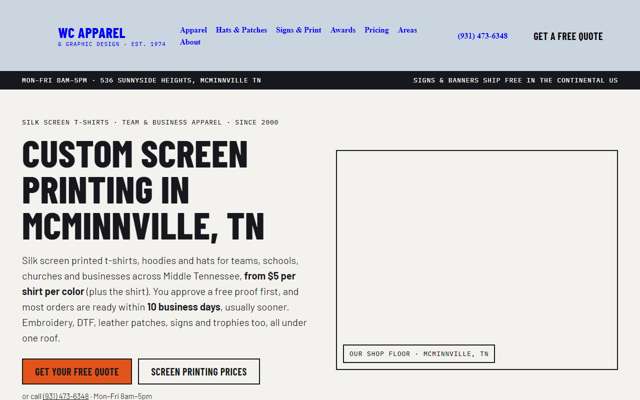 WC APPAREL
& GRAPHIC DESIGN · EST. 1974
Apparel Hats & Patches Signs & Print Awards Pricing Areas
About
(931) 473-6348
GET A FREE QUOTE
MON–FRI 8AM–5PM · 536 SUNNYSIDE HEIGHTS, MCMINNVILLE TN
SIGNS & BANNERS SHIP FREE IN THE CONTINENTAL US
SILK SCREEN T-SHIRTS · TEAM & BUSINESS APPAREL · SINCE 2000
CUSTOM SCREEN
PRINTING IN
MCMINNVILLE, TN
Silk screen printed t-shirts, hoodies and hats for teams, schools,
churches and businesses across Middle Tennessee, from $5 per
shirt per color (plus the shirt). You approve a free proof first, and
most orders are ready within 10 business days, usually sooner.
Embroidery, DTF, leather patches, signs and trophies too, all under
one roof.
GET YOUR FREE QUOTE
SCREEN PRINTING PRICES
or call (931) 473-6348 · Mon–Fri 8am–5pm
OUR SHOP FLOOR · MCMINNVILLE, TN